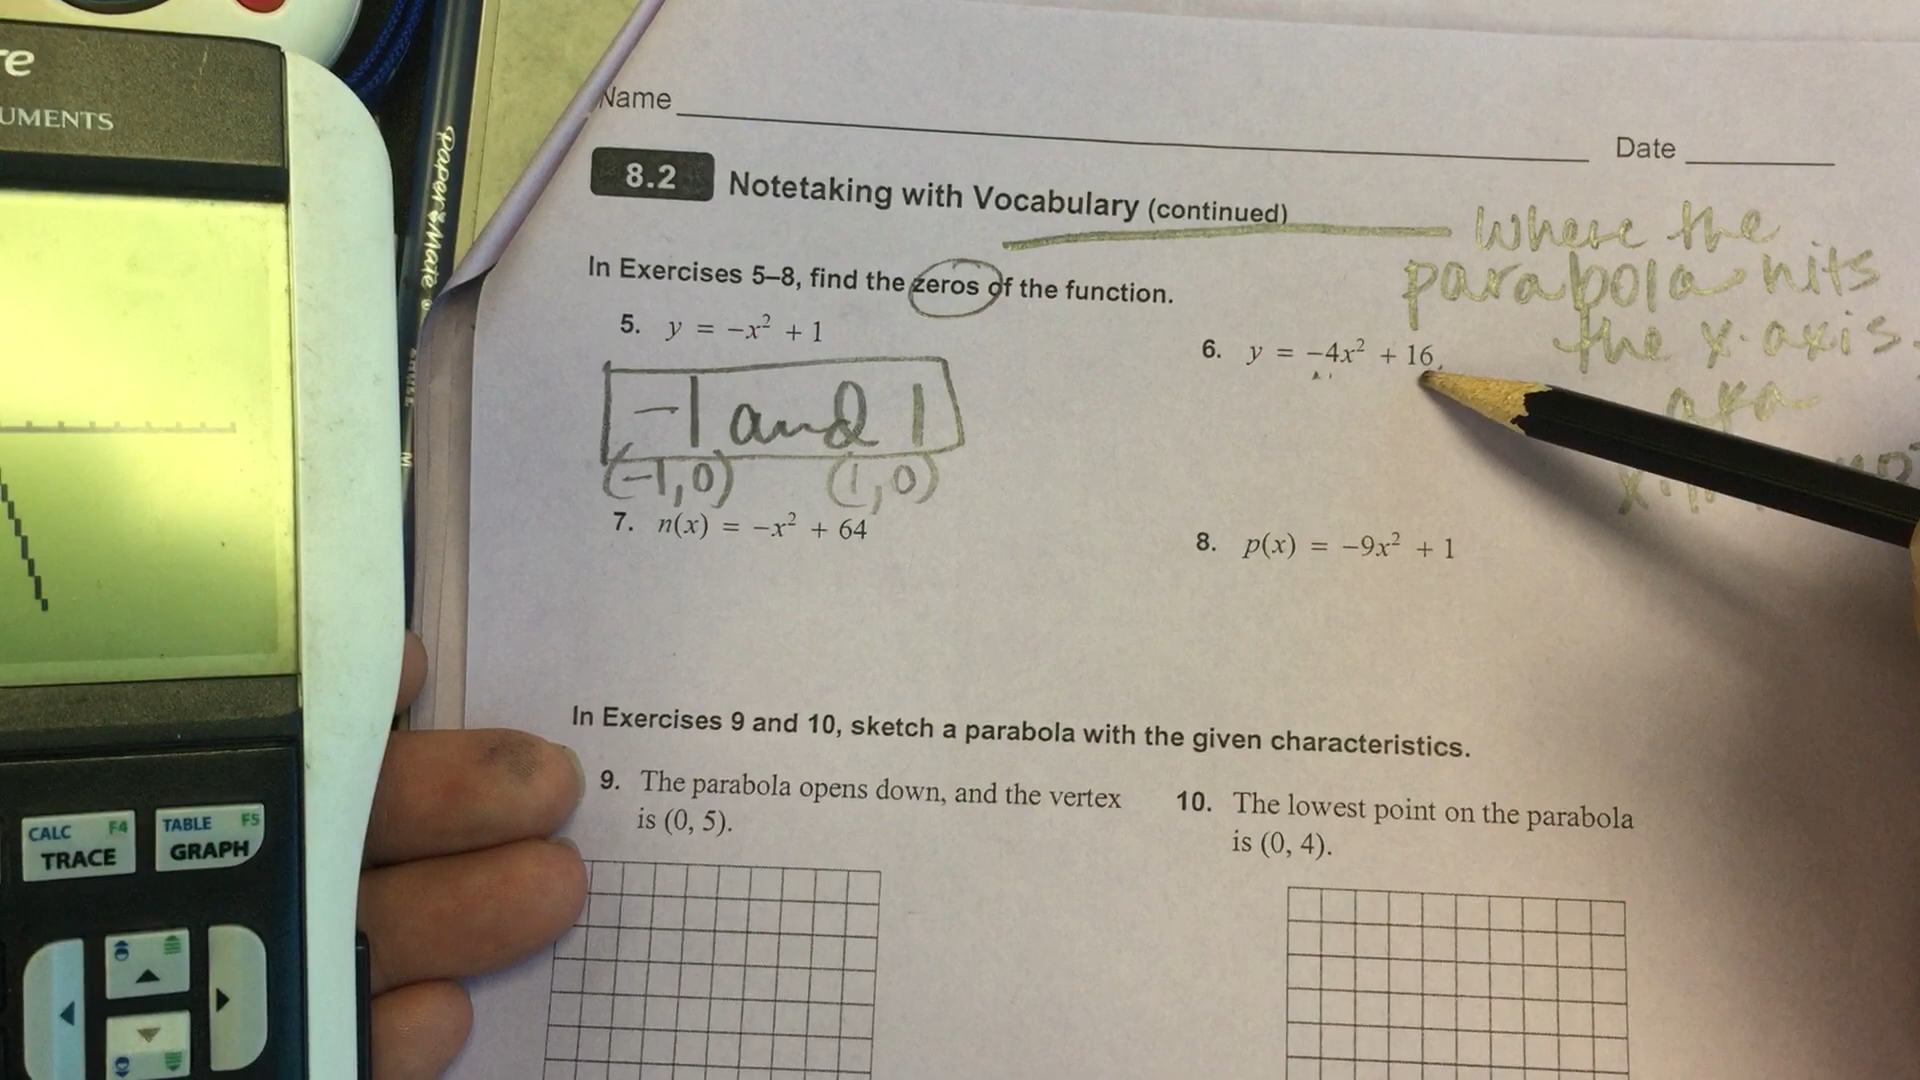 re
UMENTS
PaperMate
M
Name
Date
8.2 Notetaking with Vocabulary (continued)
Where the
parabola hits
the x-axis.
aka
In Exercises 5–8, find the zeros of the function.
5. y = −x² + 1
6. y = −4x² + 16
-1 and 1
(-1,0) (1,0)
7. n(x) = −x² + 64
8. p(x) = −9x² + 1
In Exercises 9 and 10, sketch a parabola with the given characteristics.
9. The parabola opens down, and the vertex
is (0, 5).
10. The lowest point on the parabola
is (0, 4).
CALC F4
TRACE
TABLE F5
GRAPH